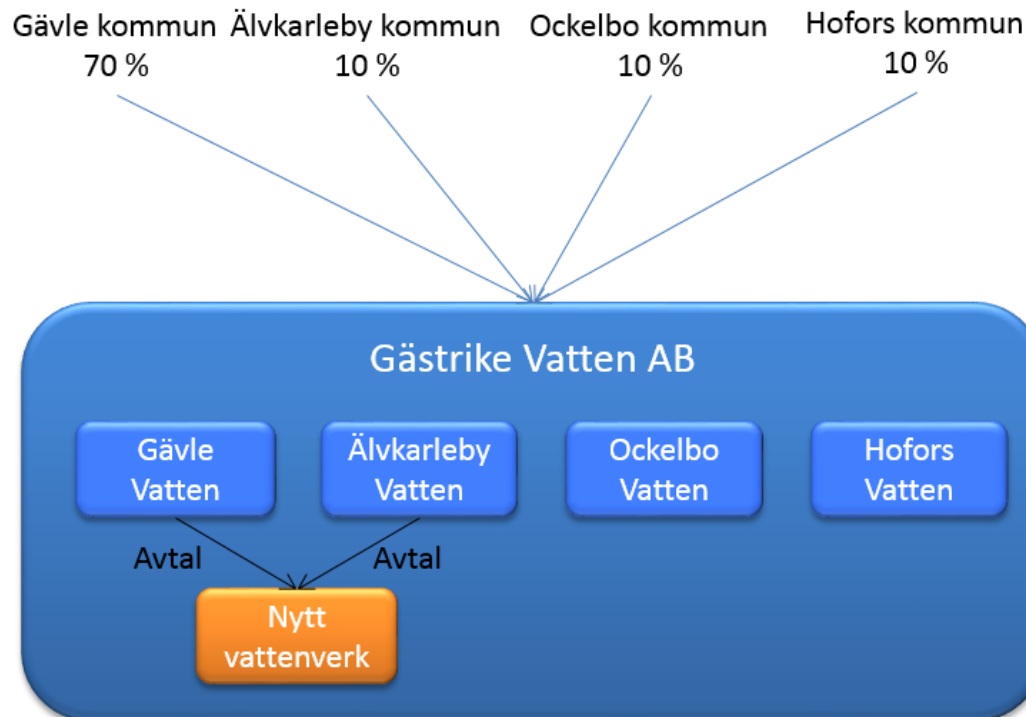 Gävle kommun
70 %
Älvkarleby kommun
10 %
Ockelbo kommun
10 %
Hofors kommun
10 %
Gästrike Vatten AB
Gävle
Vatten
Älvkarleby
Vatten
Ockelbo
Vatten
Hofors
Vatten
Avtal
Avtal
Nytt
vattenverk